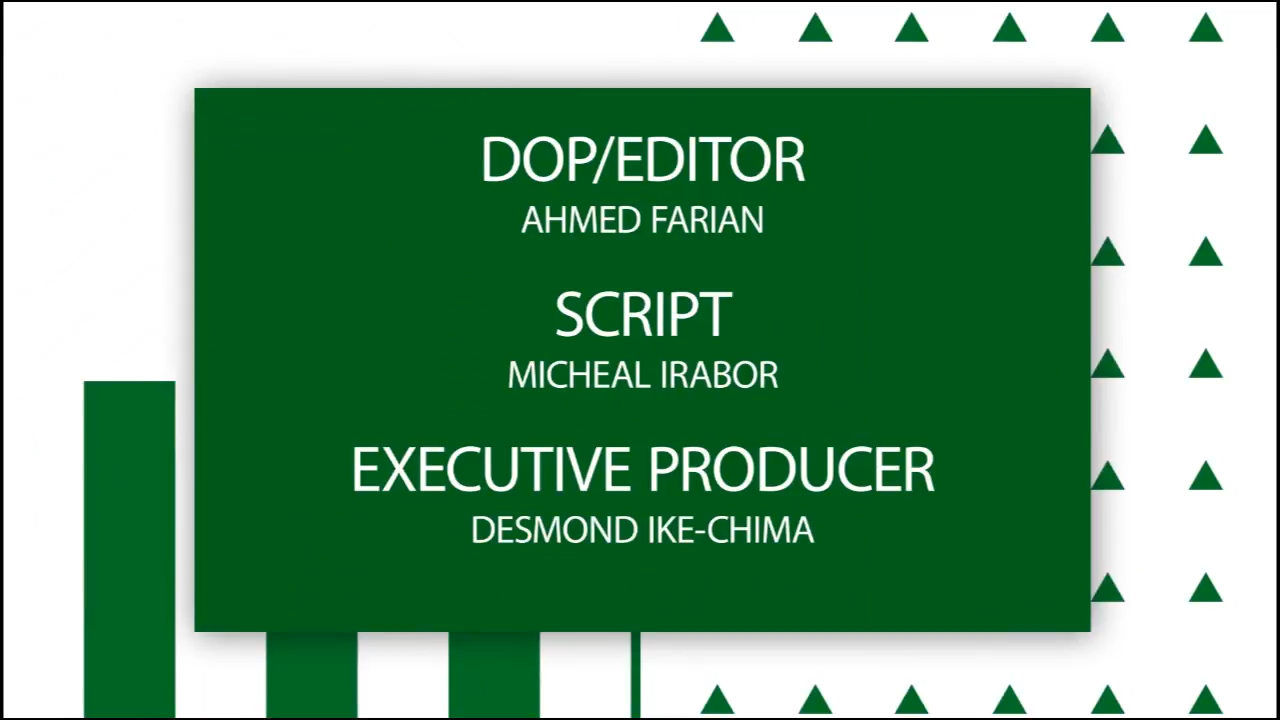 DOP/EDITOR
AHMED FARIAN
SCRIPT
MICHEAL IRABOR
EXECUTIVE PRODUCER
DESMOND IKE-CHIMA